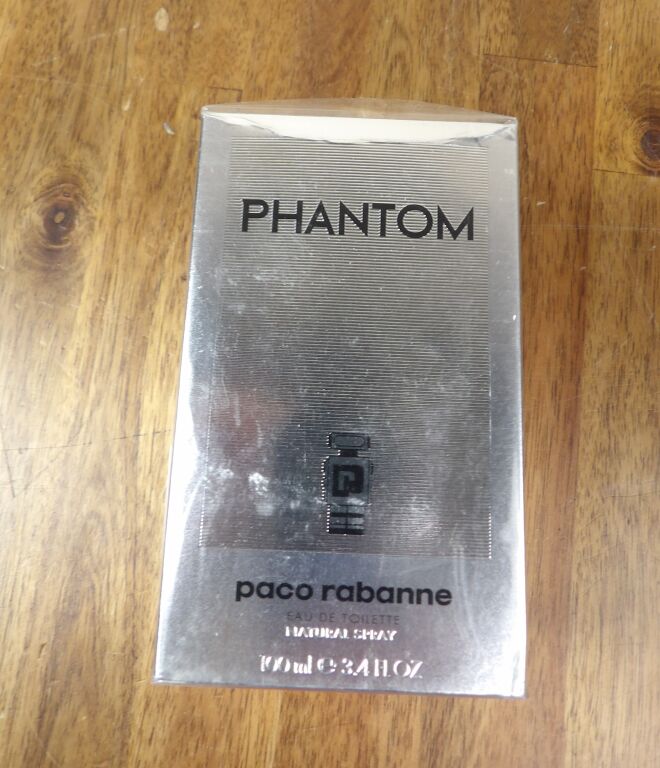 PHANTOM
paco rabanne
EAU DE TOILETTE
NATURAL SPRAY
100 ml ℮ 3.4 FL OZ